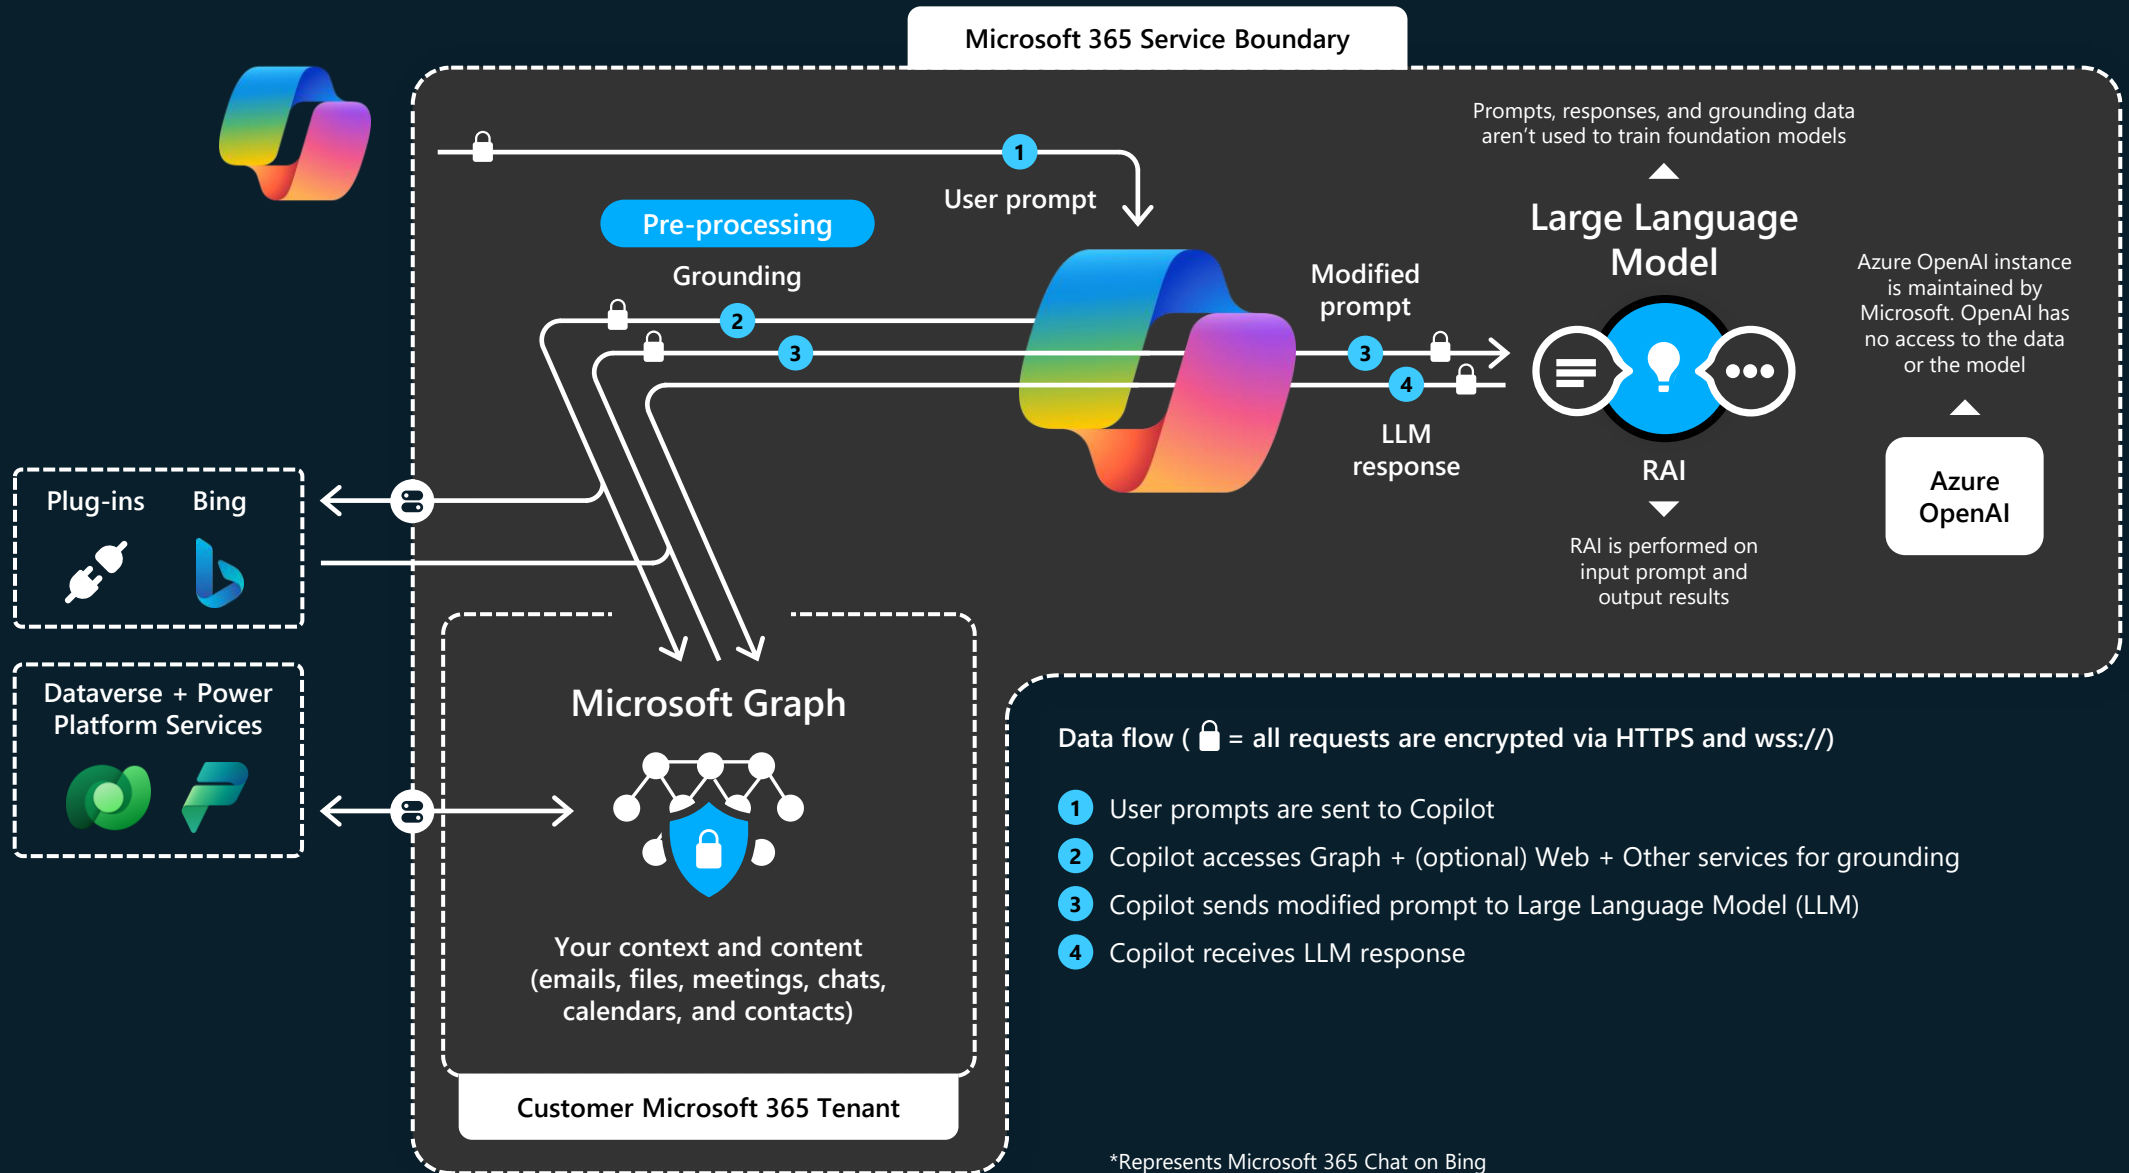 Microsoft 365 Service Boundary
Prompts, responses, and grounding data
aren't used to train foundation models
1
User prompt
Pre-processing
Grounding
2
3
Modified
prompt
3
4
LLM
response
Large Language
Model
RAI
RAI is performed on
input prompt and
output results
Azure OpenAI instance
is maintained by
Microsoft. OpenAI has
no access to the data
or the model
Azure
OpenAI
Plug-ins
Bing
Dataverse + Power
Platform Services
Microsoft Graph
Your context and content
(emails, files, meetings, chats,
calendars, and contacts)
Customer Microsoft 365 Tenant
Data flow ( = all requests are encrypted via HTTPS and wss://)
1 User prompts are sent to Copilot
2 Copilot accesses Graph + (optional) Web + Other services for grounding
3 Copilot sends modified prompt to Large Language Model (LLM)
4 Copilot receives LLM response
*Represents Microsoft 365 Chat on Bing